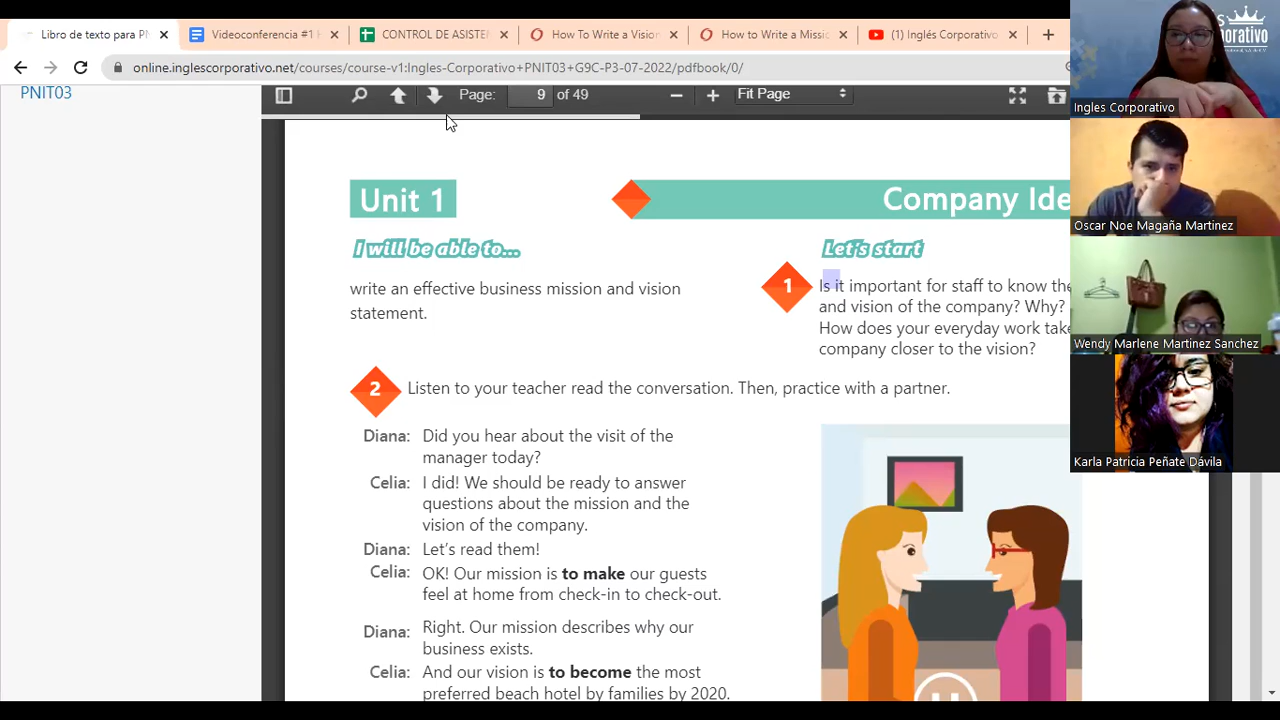 Libro de texto para PN
Videoconferencia #1 H
CONTROL DE ASISTEN
How To Write a Vision
How to Write a Missio
(1) Inglés Corporativo
online.inglescorporativo.net/courses/course-v1:Ingles-Corporativo+PNIT03+G9C-P3-07-2022/pdfbook/0/
PNIT03
Page: 9 of 49
Fit Page
Ingles Corporativo
Oscar Noe Magaña Martinez
Wendy Marlene Martinez Sanchez
Karla Patricia Peñate Dávila
Unit 1
Company Ide
I will be able to...
write an effective business mission and vision
statement.
Let's start
1
Is it important for staff to know the
and vision of the company? Why?
How does your everyday work take
company closer to the vision?
2
Listen to your teacher read the conversation. Then, practice with a partner.
Diana: Did you hear about the visit of the
manager today?
Celia: I did! We should be ready to answer
questions about the mission and the
vision of the company.
Diana: Let's read them!
Celia: OK! Our mission is to make our guests
feel at home from check-in to check-out.
Diana: Right. Our mission describes why our
business exists.
Celia: And our vision is to become the most
preferred beach hotel by families by 2020.